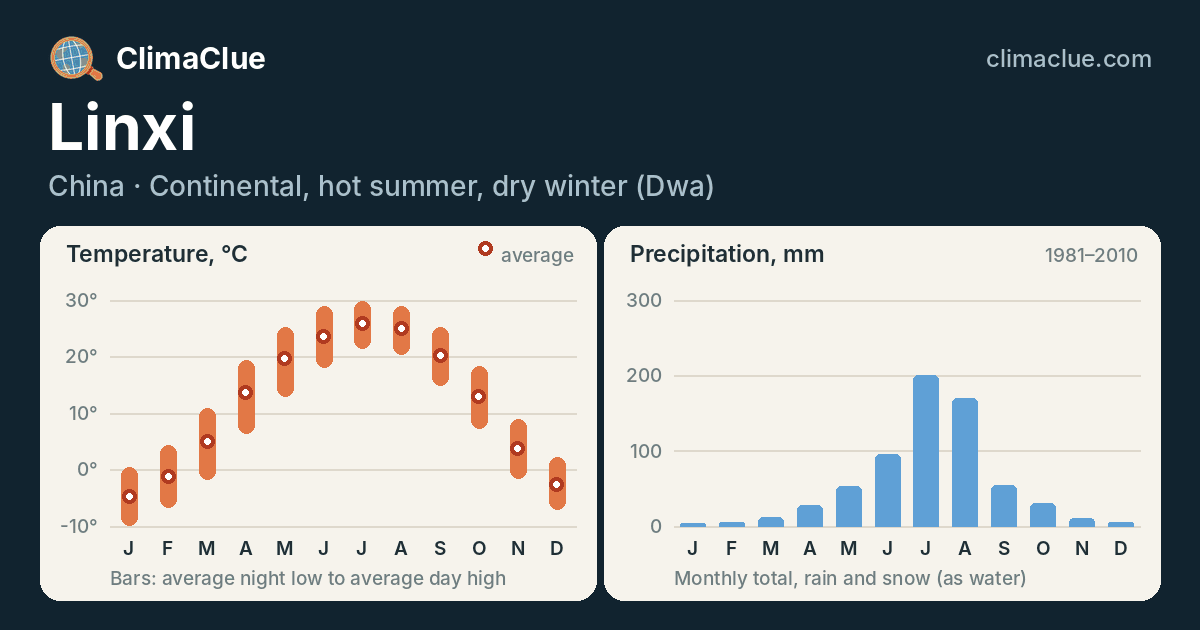 ClimaClue
climaclue.com
Linxi
China · Continental, hot summer, dry winter (Dwa)
Temperature, °C
average
30°
20°
10°
0°
-10°
J F M A M J J A S O N D
Bars: average night low to average day high
Precipitation, mm
1981–2010
300
200
100
0
J F M A M J J A S O N D
Monthly total, rain and snow (as water)